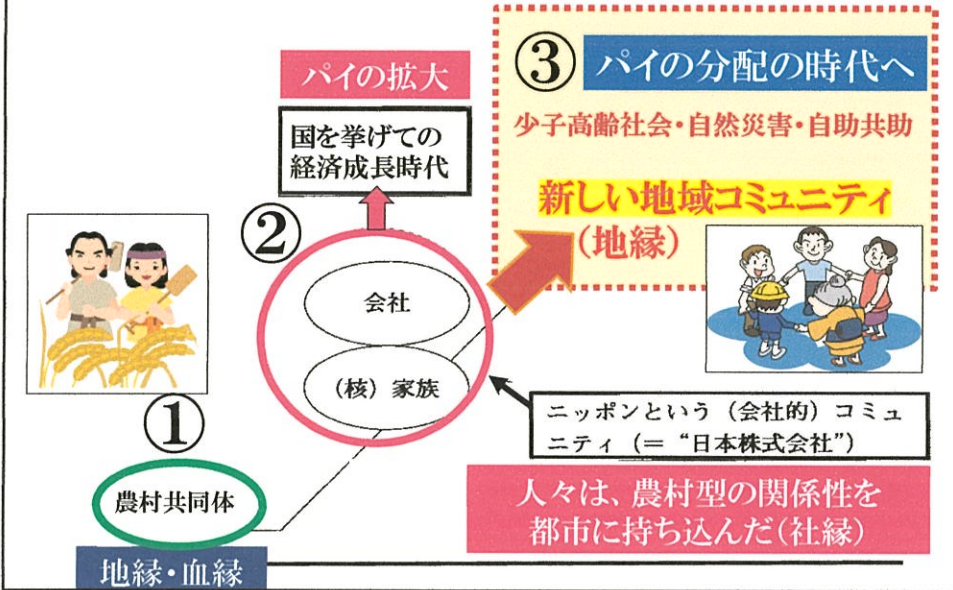 ①
農村共同体
地縁・血縁
②
パイの拡大
国を挙げての
経済成長時代
会社
(核)家族
ニッポンという(会社的)コミュ
ニティ(=“日本株式会社”)
人々は、農村型の関係性を
都市に持ち込んだ(社縁)
③ パイの分配の時代へ
少子高齢社会・自然災害・自助共助
新しい地域コミュニティ
(地縁)